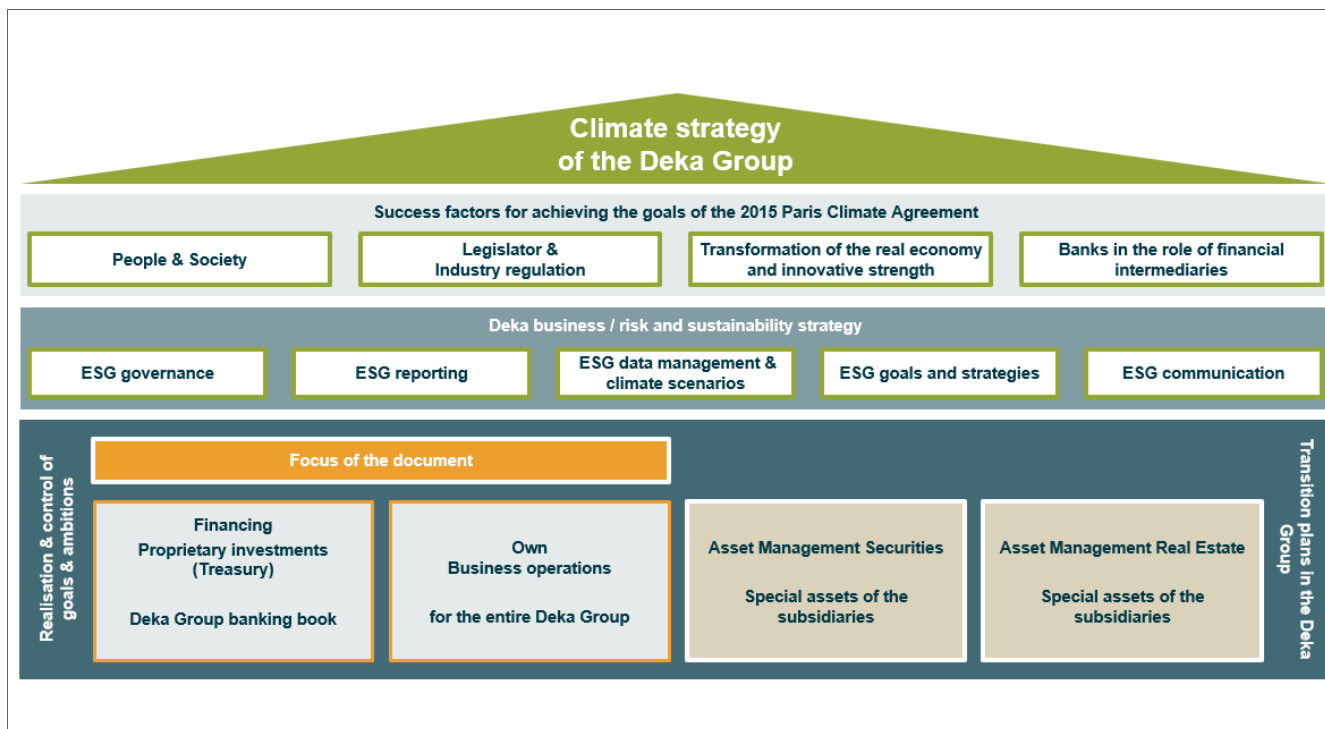 Climate strategy
of the Deka Group
Success factors for achieving the goals of the 2015 Paris Climate Agreement
People & Society
Legislator &
Industry regulation
Transformation of the real economy
and innovative strength
Banks in the role of financial
intermediaries
Deka business / risk and sustainability strategy
ESG governance
ESG reporting
ESG data management &
climate scenarios
ESG goals and strategies
ESG communication
Realisation & control of
goals & ambitions
Focus of the document
Financing
Proprietary investments
(Treasury)
Deka Group banking book
Own
Business operations
for the entire Deka Group
Asset Management Securities
Special assets of the
subsidiaries
Asset Management Real Estate
Special assets of the
subsidiaries
Transition plans in the Deka
Group